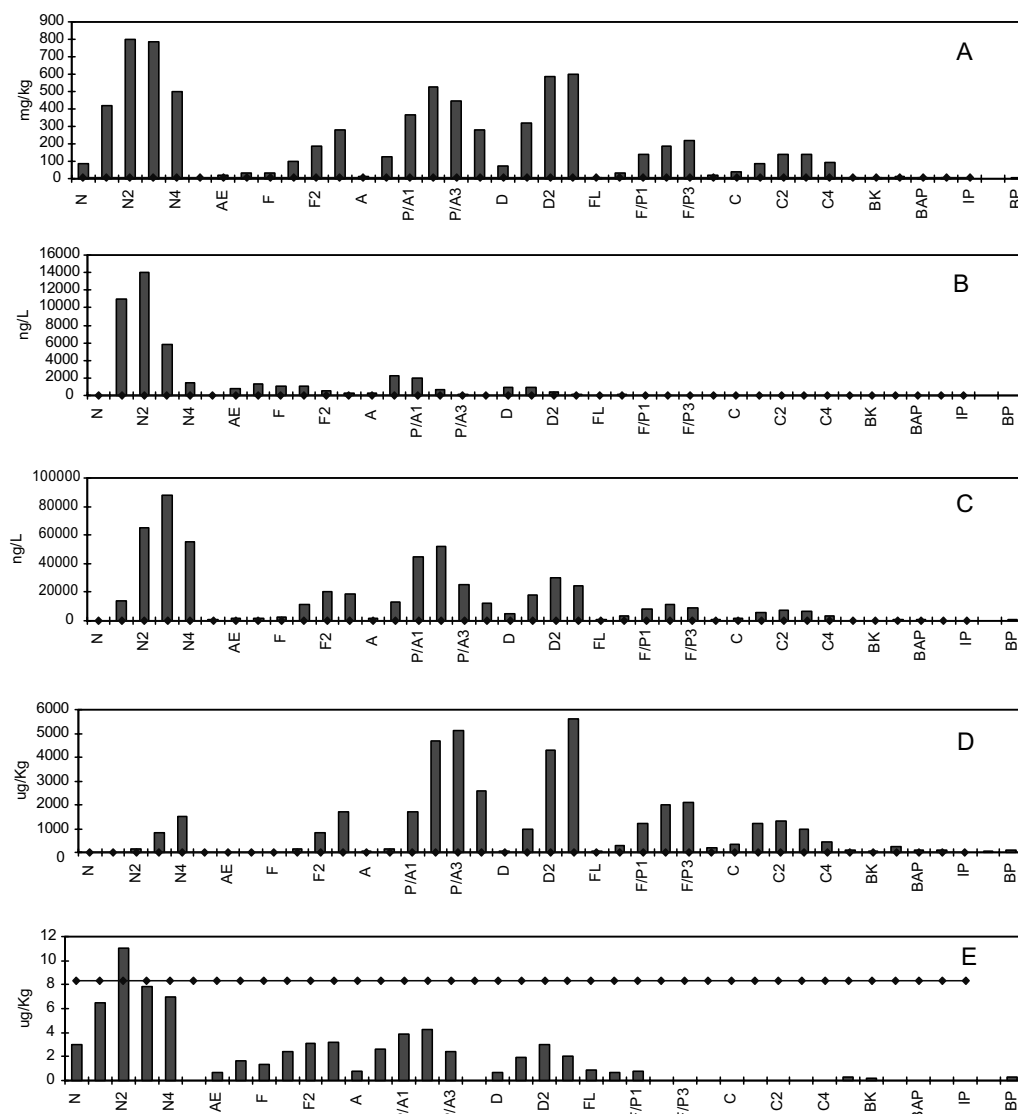 A
mg/kg
900
800
700
600
500
400
300
200
100
0
N N2 N4 AE F F2 A P/A1 P/A3 D D2 FL F/P1 F/P3 C C2 C4 BK BAP IP BP
B
ng/L
16000
14000
12000
10000
8000
6000
4000
2000
0
N N2 N4 AE F F2 A P/A1 P/A3 D D2 FL F/P1 F/P3 C C2 C4 BK BAP IP BP
C
ng/L
100000
80000
60000
40000
20000
0
N N2 N4 AE F F2 A P/A1 P/A3 D D2 FL F/P1 F/P3 C C2 C4 BK BAP IP BP
D
ug/Kg
6000
5000
4000
3000
2000
1000
0
N N2 N4 AE F F2 A P/A1 P/A3 D D2 FL F/P1 F/P3 C C2 C4 BK BAP IP BP
E
ug/Kg
12
10
8
6
4
2
0
N N2 N4 AE F F2 A P/A1 P/A3 D D2 FL F/P1 F/P3 C C2 C4 BK BAP IP BP